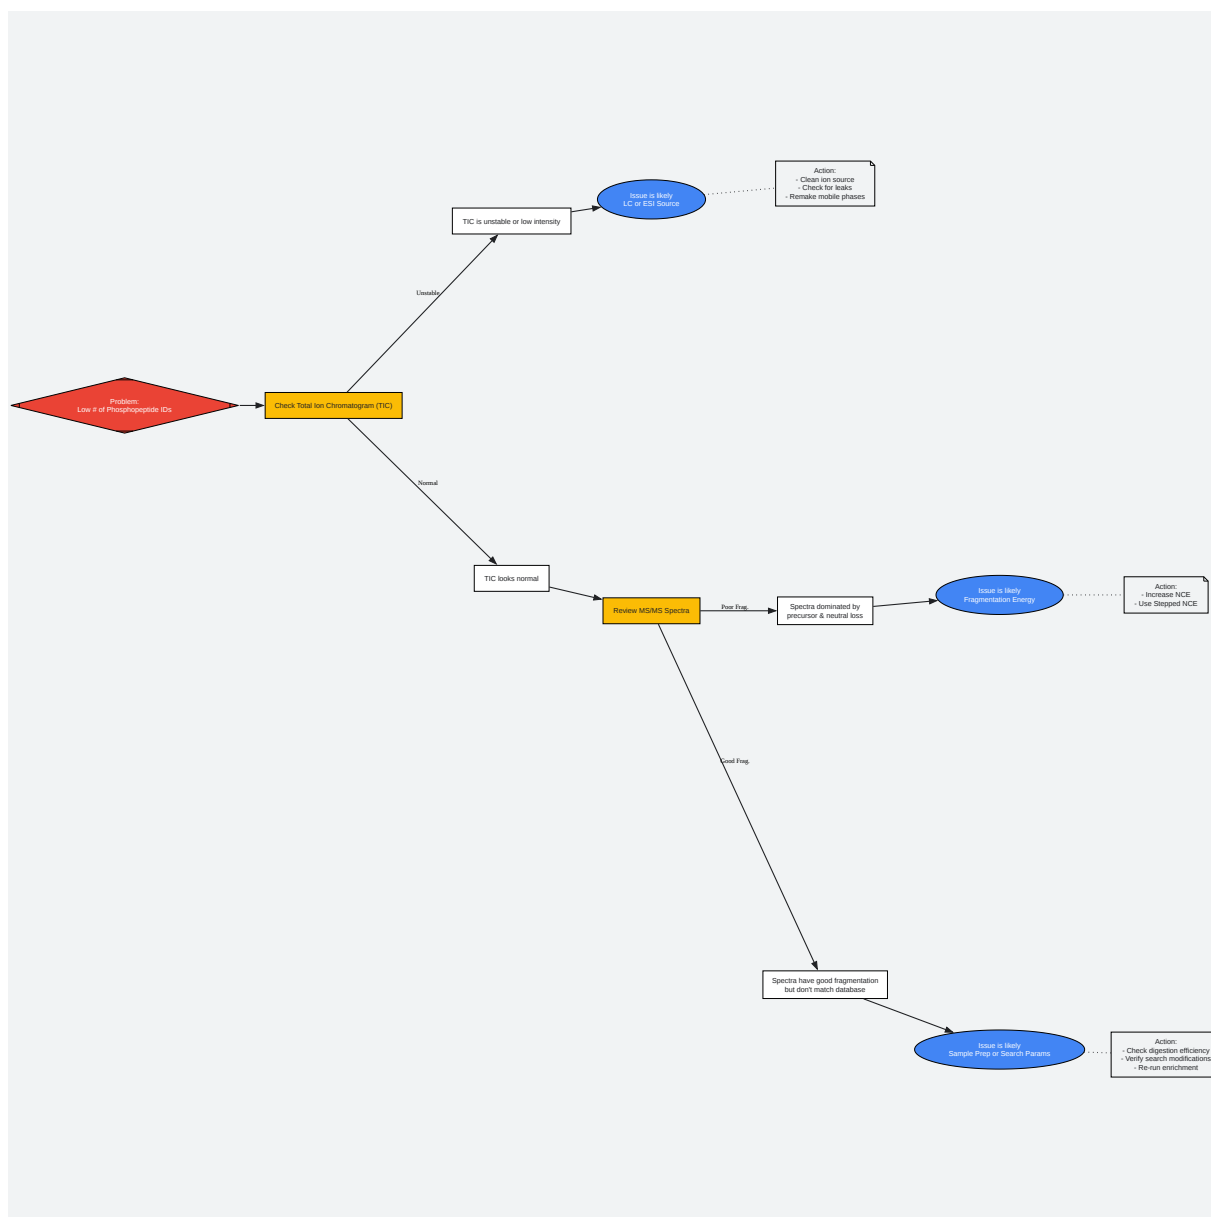 Action:
- Clean ion source
- Check for leaks
- Remake mobile phases
Issue is likely
LC or ESI Source
TIC is unstable or low intensity
Unstable
Problem:
Low # of Phosphopeptide IDs
Check Total Ion Chromatogram (TIC)
Normal
TIC looks normal
Review MS/MS Spectra
Poor Frag.
Spectra dominated by
precursor & neutral loss
Issue is likely
Fragmentation Energy
Action:
- Increase NCE
- Use Stepped NCE
Good Frag.
Spectra have good fragmentation
but don't match database
Issue is likely
Sample Prep or Search Params
Action:
- Check digestion efficiency
- Verify search modifications
- Re-run enrichment